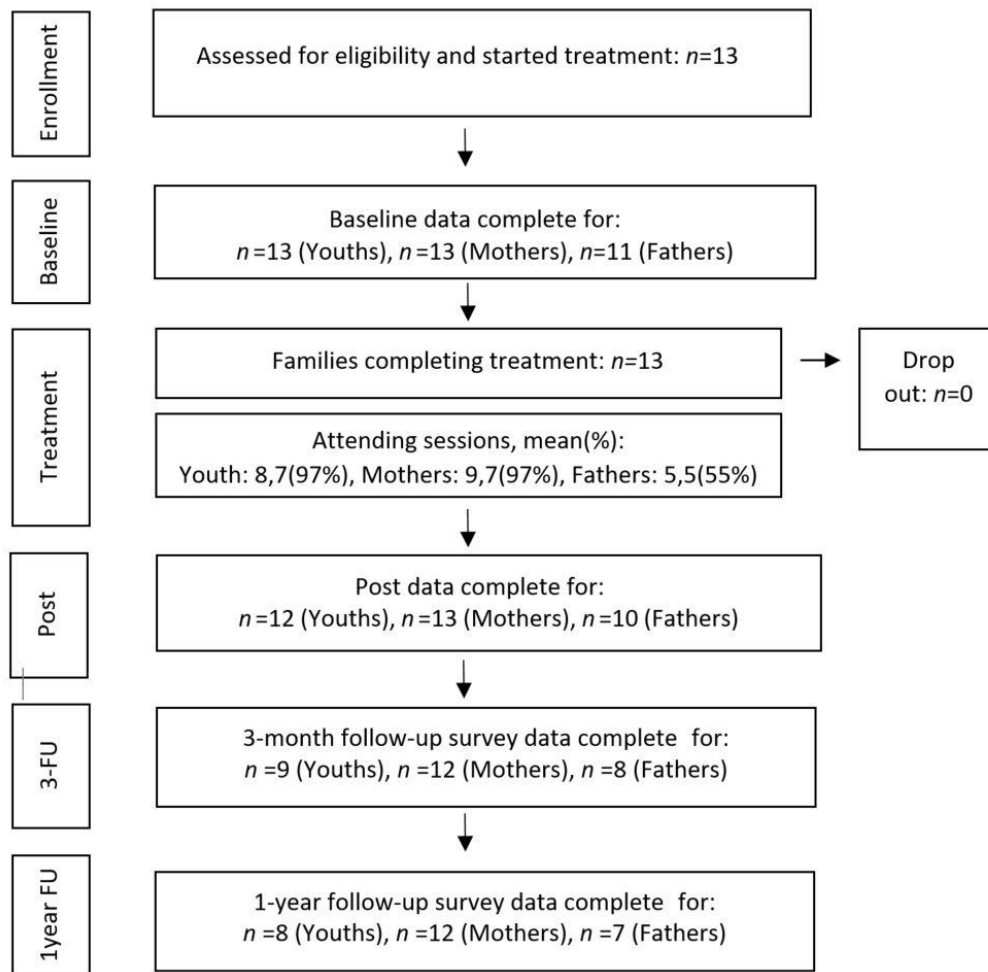 Enrollment
Assessed for eligibility and started treatment: n=13
Baseline
Baseline data complete for:
n=13 (Youths), n=13 (Mothers), n=11 (Fathers)
Treatment
Families completing treatment: n=13
Drop
out: n=0
Attending sessions, mean(%):
Youth: 8,7(97%), Mothers: 9,7(97%), Fathers: 5,5(55%)
Post
Post data complete for:
n=12 (Youths), n=13 (Mothers), n=10 (Fathers)
3-FU
3-month follow-up survey data complete for:
n=9 (Youths), n=12 (Mothers), n=8 (Fathers)
1year FU
1-year follow-up survey data complete for:
n=8 (Youths), n=12 (Mothers), n=7 (Fathers)